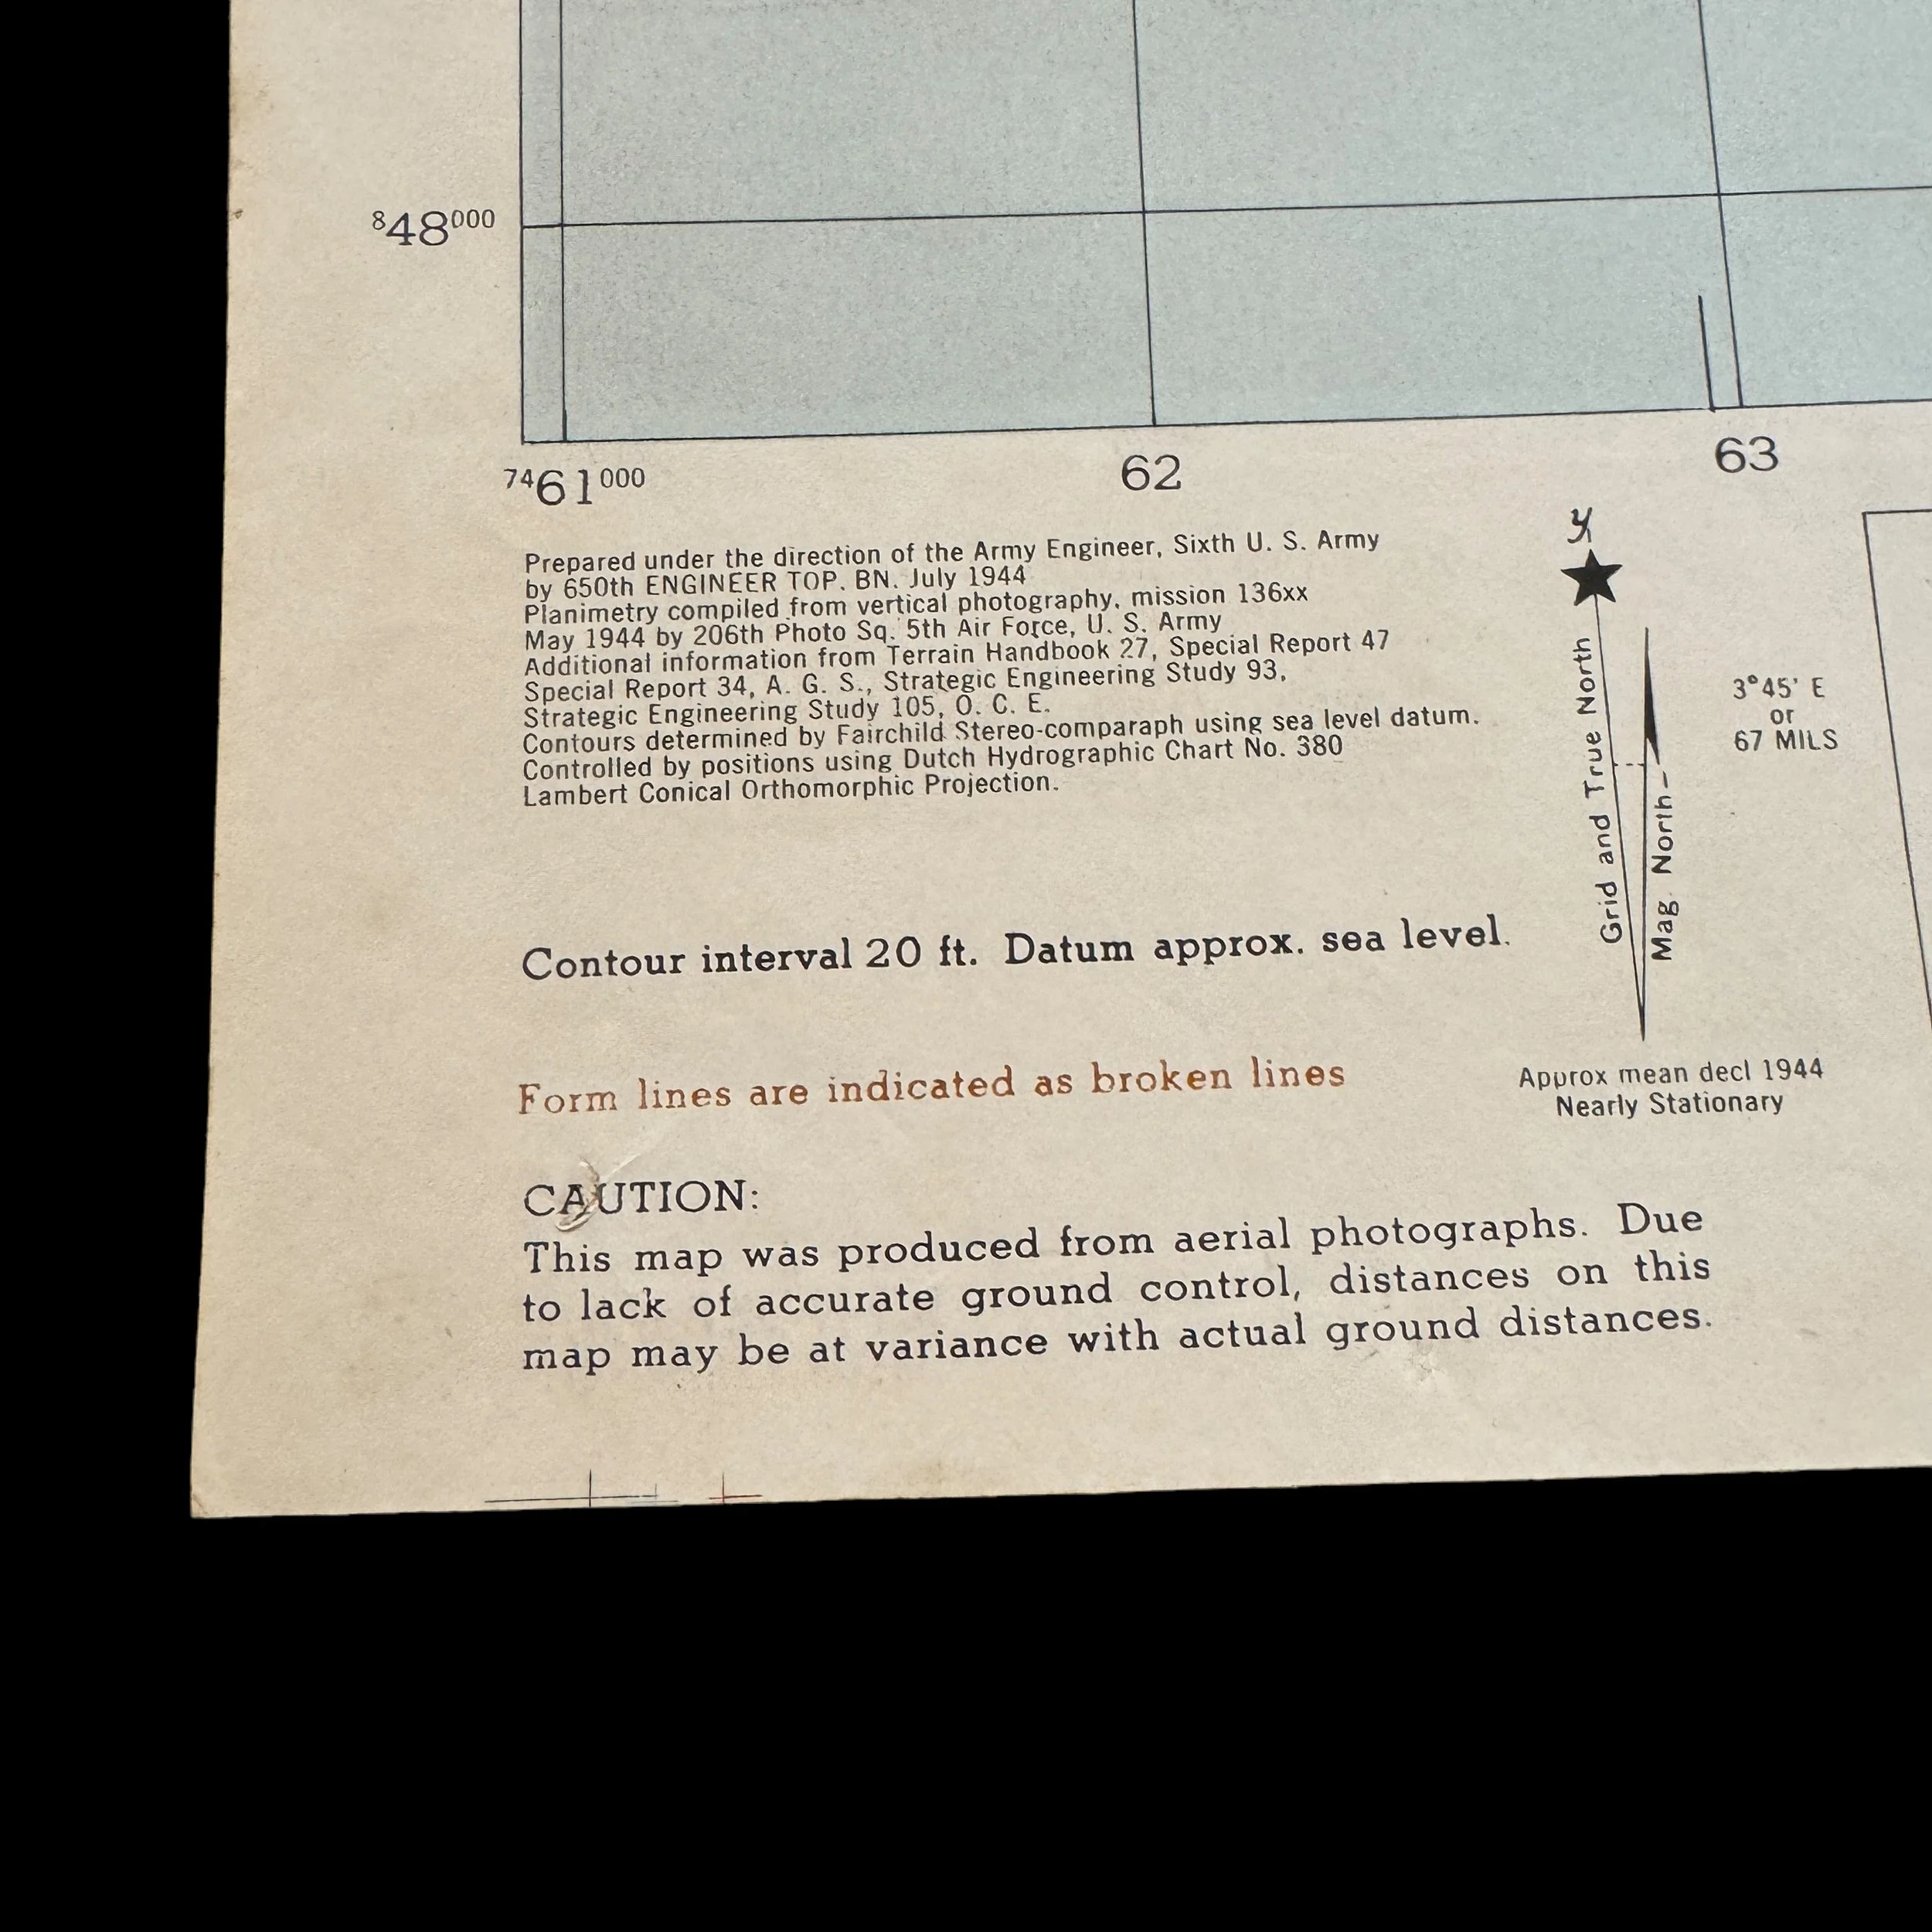 848000
7461000
62
63
Prepared under the direction of the Army Engineer, Sixth U. S. Army
by 650th ENGINEER TOP. BN. July 1944
Planimetry compiled from vertical photography, mission 136xx
May 1944 by 206th Photo Sq. 5th Air Force, U. S. Army
Additional information from Terrain Handbook 27, Special Report 47
Special Report 34, A. G. S., Strategic Engineering Study 93,
Strategic Engineering Study 105, O. C. E.
Contours determined by Fairchild Stereo-comparaph using sea level datum.
Controlled by positions using Dutch Hydrographic Chart No. 380
Lambert Conical Orthomorphic Projection.
Y
Grid and True North
Mag North
3°45' E
or
67 MILS
Approx mean decl 1944
Nearly Stationary
Contour interval 20 ft. Datum approx. sea level.
Form lines are indicated as broken lines
CAUTION:
This map was produced from aerial photographs. Due
to lack of accurate ground control, distances on this
map may be at variance with actual ground distances.